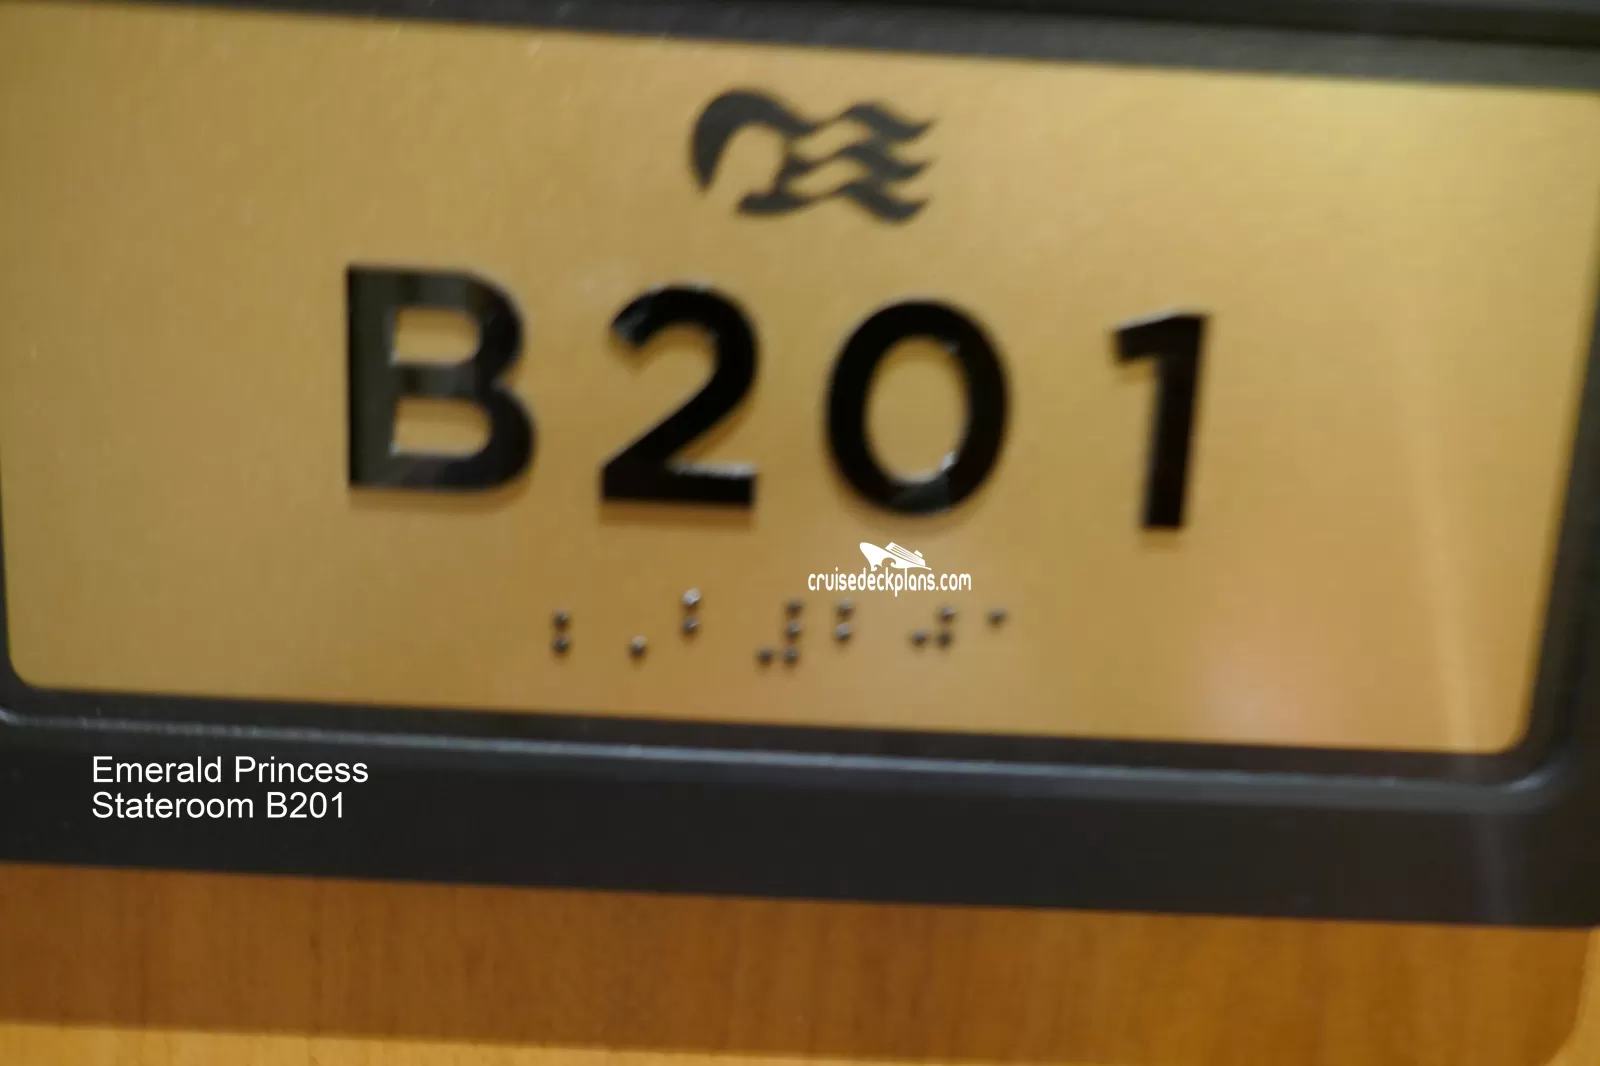 B201
cruisedeckplans.com
Emerald Princess
Stateroom B201